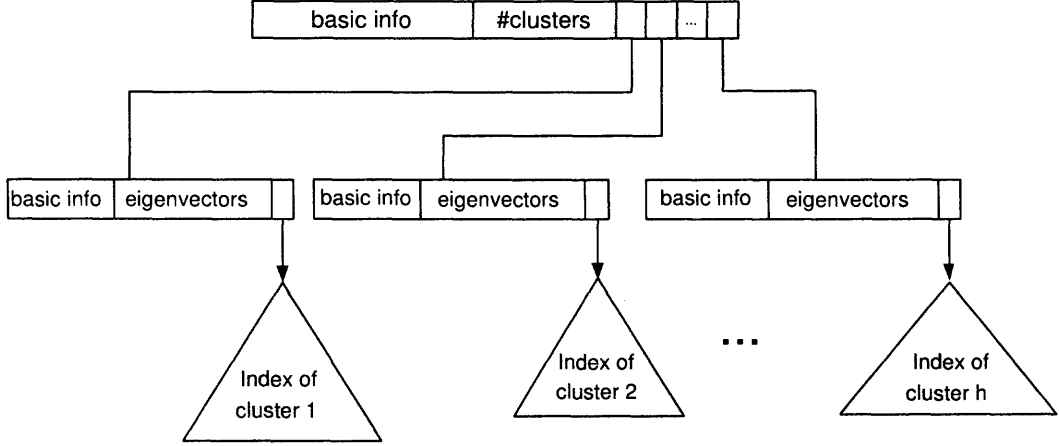 basic info #clusters ...
basic info eigenvectors basic info eigenvectors basic info eigenvectors
...
Index of cluster 1
Index of cluster 2
Index of cluster h